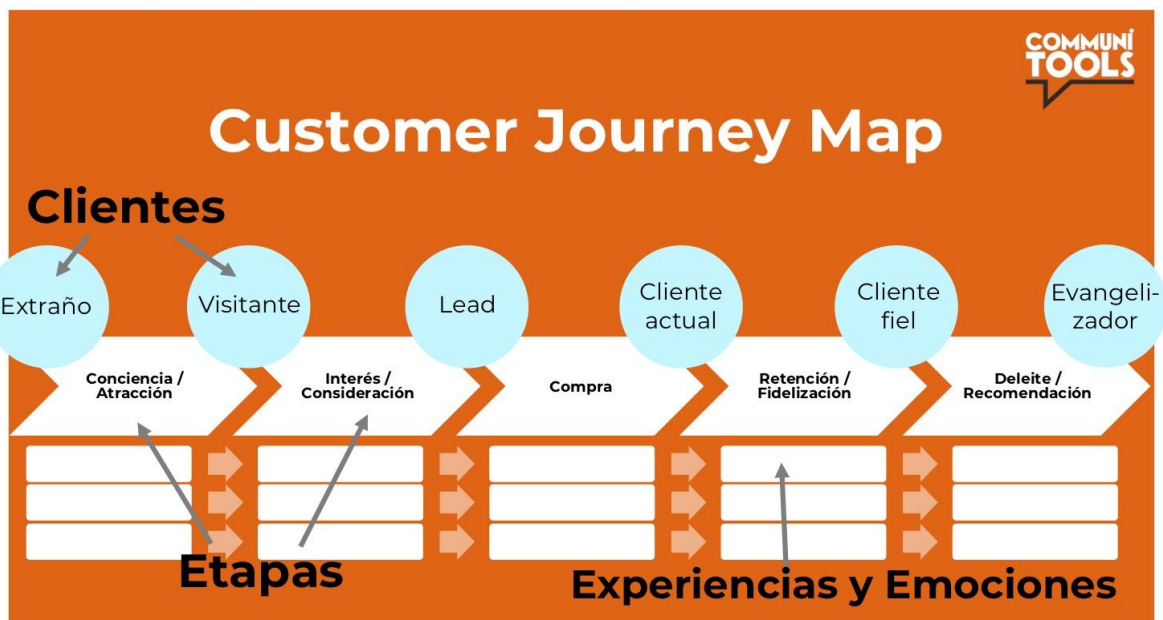 COMMUNÍ
TOOLS
Customer Journey Map
Clientes
Extraño
Visitante
Lead
Cliente
actual
Cliente
fiel
Evangeli-
zador
Conciencia /
Atracción
Interés /
Consideración
Compra
Retención /
Fidelización
Deleite /
Recomendación
Etapas
Experiencias y Emociones